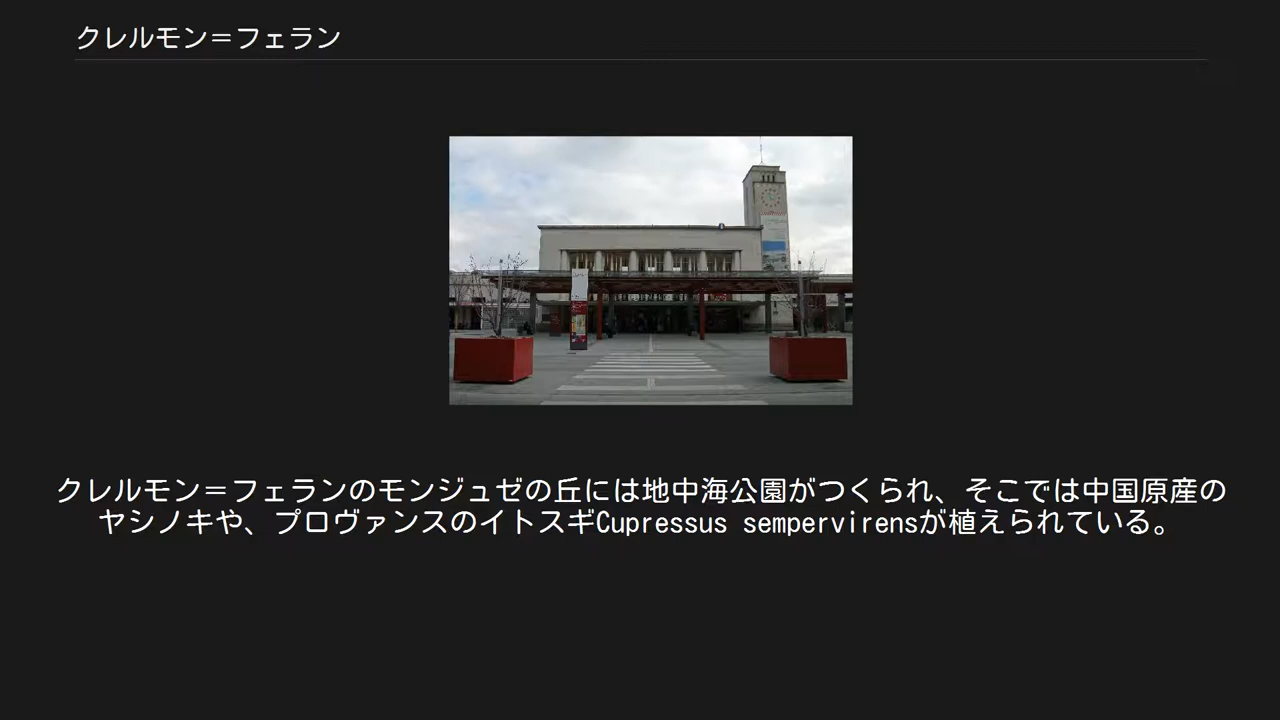 クレルモン＝フェラン
クレルモン＝フェランのモンジュゼの丘には地中海公園がつくられ、そこでは中国原産の
ヤシノキや、プロヴァンスのイトスギCupressus sempervirensが植えられている。